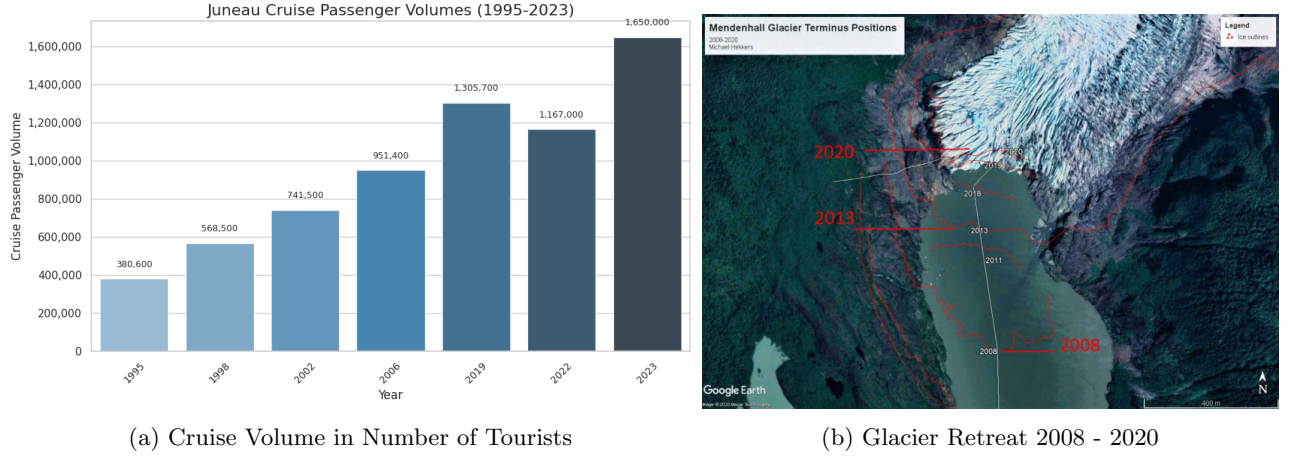 Juneau Cruise Passenger Volumes (1995-2023)
Cruise Passenger Volume
1,600,000
1,400,000
1,200,000
1,000,000
800,000
600,000
400,000
200,000
0
380,600
568,500
741,500
951,400
1,305,700
1,167,000
1,650,000
1995
1998
2002
2006
2019
2022
2023
Year
(a) Cruise Volume in Number of Tourists
Mendenhall Glacier Terminus Positions
2008-2020
Michael Hekkers
Legend
Ice outlines
2020
2020
2019
2018
2013
2013
2011
2008
2008
Google Earth
N
400 m
(b) Glacier Retreat 2008 - 2020